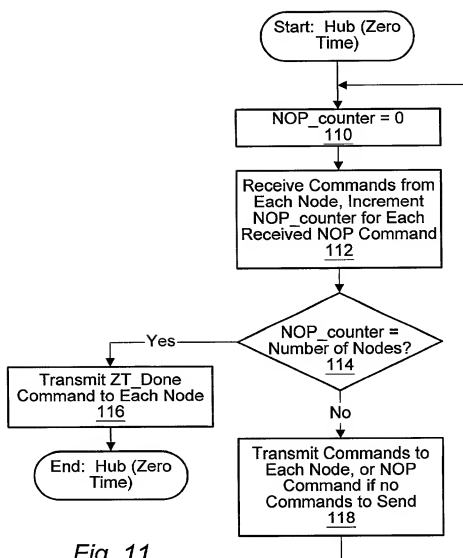 Start: Hub (Zero
Time)
NOP_counter = 0
110
Receive Commands from
Each Node, Increment
NOP_counter for Each
Received NOP Command
112
NOP_counter =
Number of Nodes?
114
Yes
Transmit ZT_Done
Command to Each Node
116
End: Hub (Zero
Time)
No
Transmit Commands to
Each Node, or NOP
Command if no
Commands to Send
118
Fig. 11